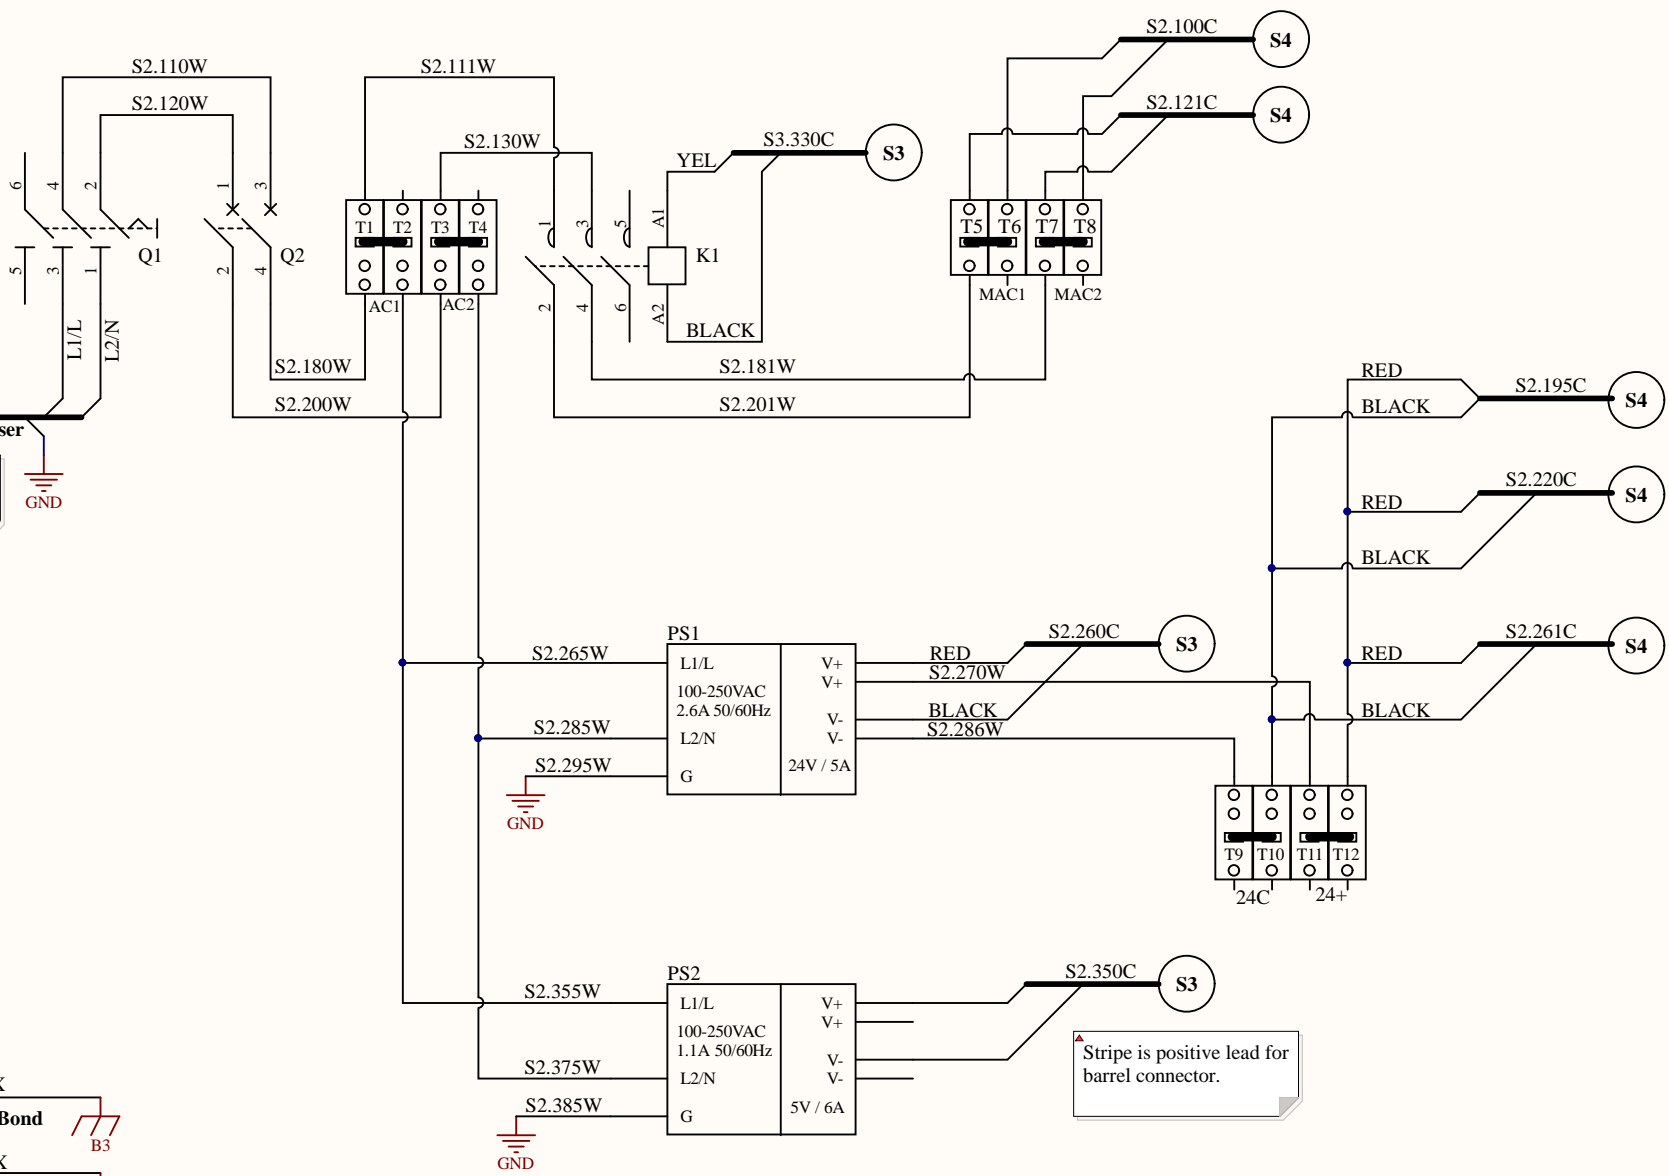 S2.100C
S4
S2.110W
S2.111W
S2.120W
S2.121C
S4
S2.130W
S3.330C
S3
YEL
6
4
2
1
3
Q1
Q2
5
3
1
2
4
L1/L
L2/N
T1
T2
T3
T4
AC1
AC2
1
3
5
A1
K1
2
4
6
A2
BLACK
T5
T6
T7
T8
MAC1
MAC2
S2.180W
S2.181W
S2.200W
S2.201W
ser
GND
RED
S2.195C
S4
BLACK
S2.220C
S4
RED
BLACK
S2.261C
S4
RED
BLACK
PS1
S2.265W
L1/L
100-250VAC
2.6A 50/60Hz
S2.285W
L2/N
S2.295W
G
GND
V+
V+
V-
V-
24V / 5A
RED
S2.260C
S3
S2.270W
BLACK
S2.286W
T9
T10
T11
T12
24C
24+
PS2
S2.355W
L1/L
100-250VAC
1.1A 50/60Hz
S2.375W
L2/N
S2.385W
G
GND
V+
V+
V-
V-
5V / 6A
S2.350C
S3
Stripe is positive lead for
barrel connector.
X
Bond
B3
X